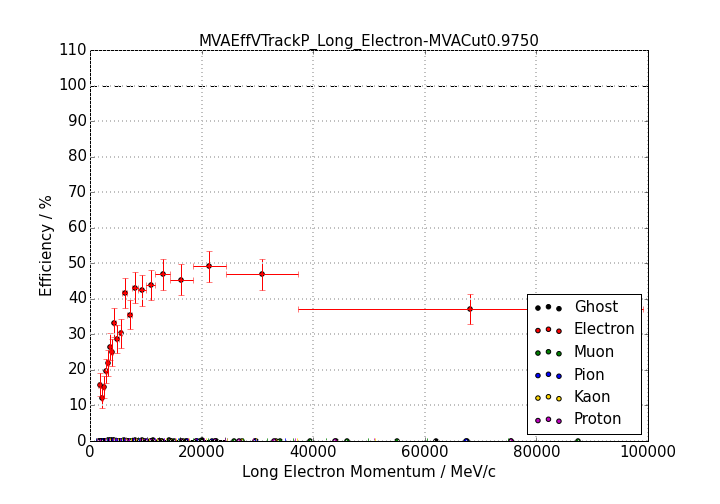 MVAEffVTrackP_Long_Electron-MVACut0.9750
110
100
90
80
70
60
50
40
30
20
10
0
Efficiency / %
Ghost
Electron
Muon
Pion
Kaon
Proton
0 20000 40000 60000 80000 100000
Long Electron Momentum / MeV/c